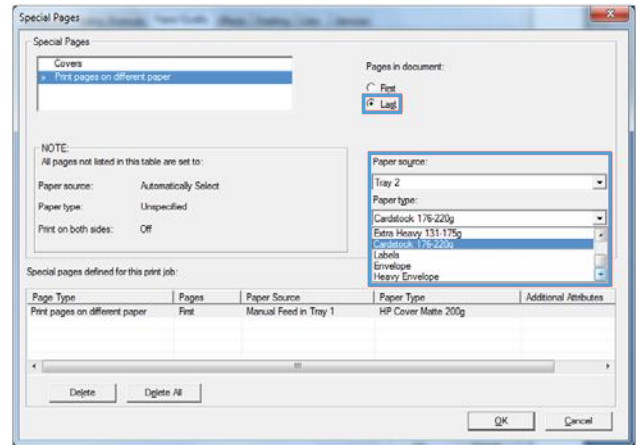 Special Pages
Special Pages
Covers
Print pages on different paper
Pages in document:
First
Last
NOTE:
All pages not listed in this table are set to:
Paper source: Automatically Select
Paper type: Unspecified
Print on both sides: Off
Paper source:
Tray 2
Paper type:
Cardstock 176-220g
Extra Heavy 131-175g
Cardstock 176-220g
Labels
Envelope
Heavy Envelope
Special pages defined for this print job:
Page Type Pages Paper Source Paper Type Additional Attributes
Print pages on different paper First Manual Feed in Tray 1 HP Cover Matte 200g
Delete Delete All
OK Cancel